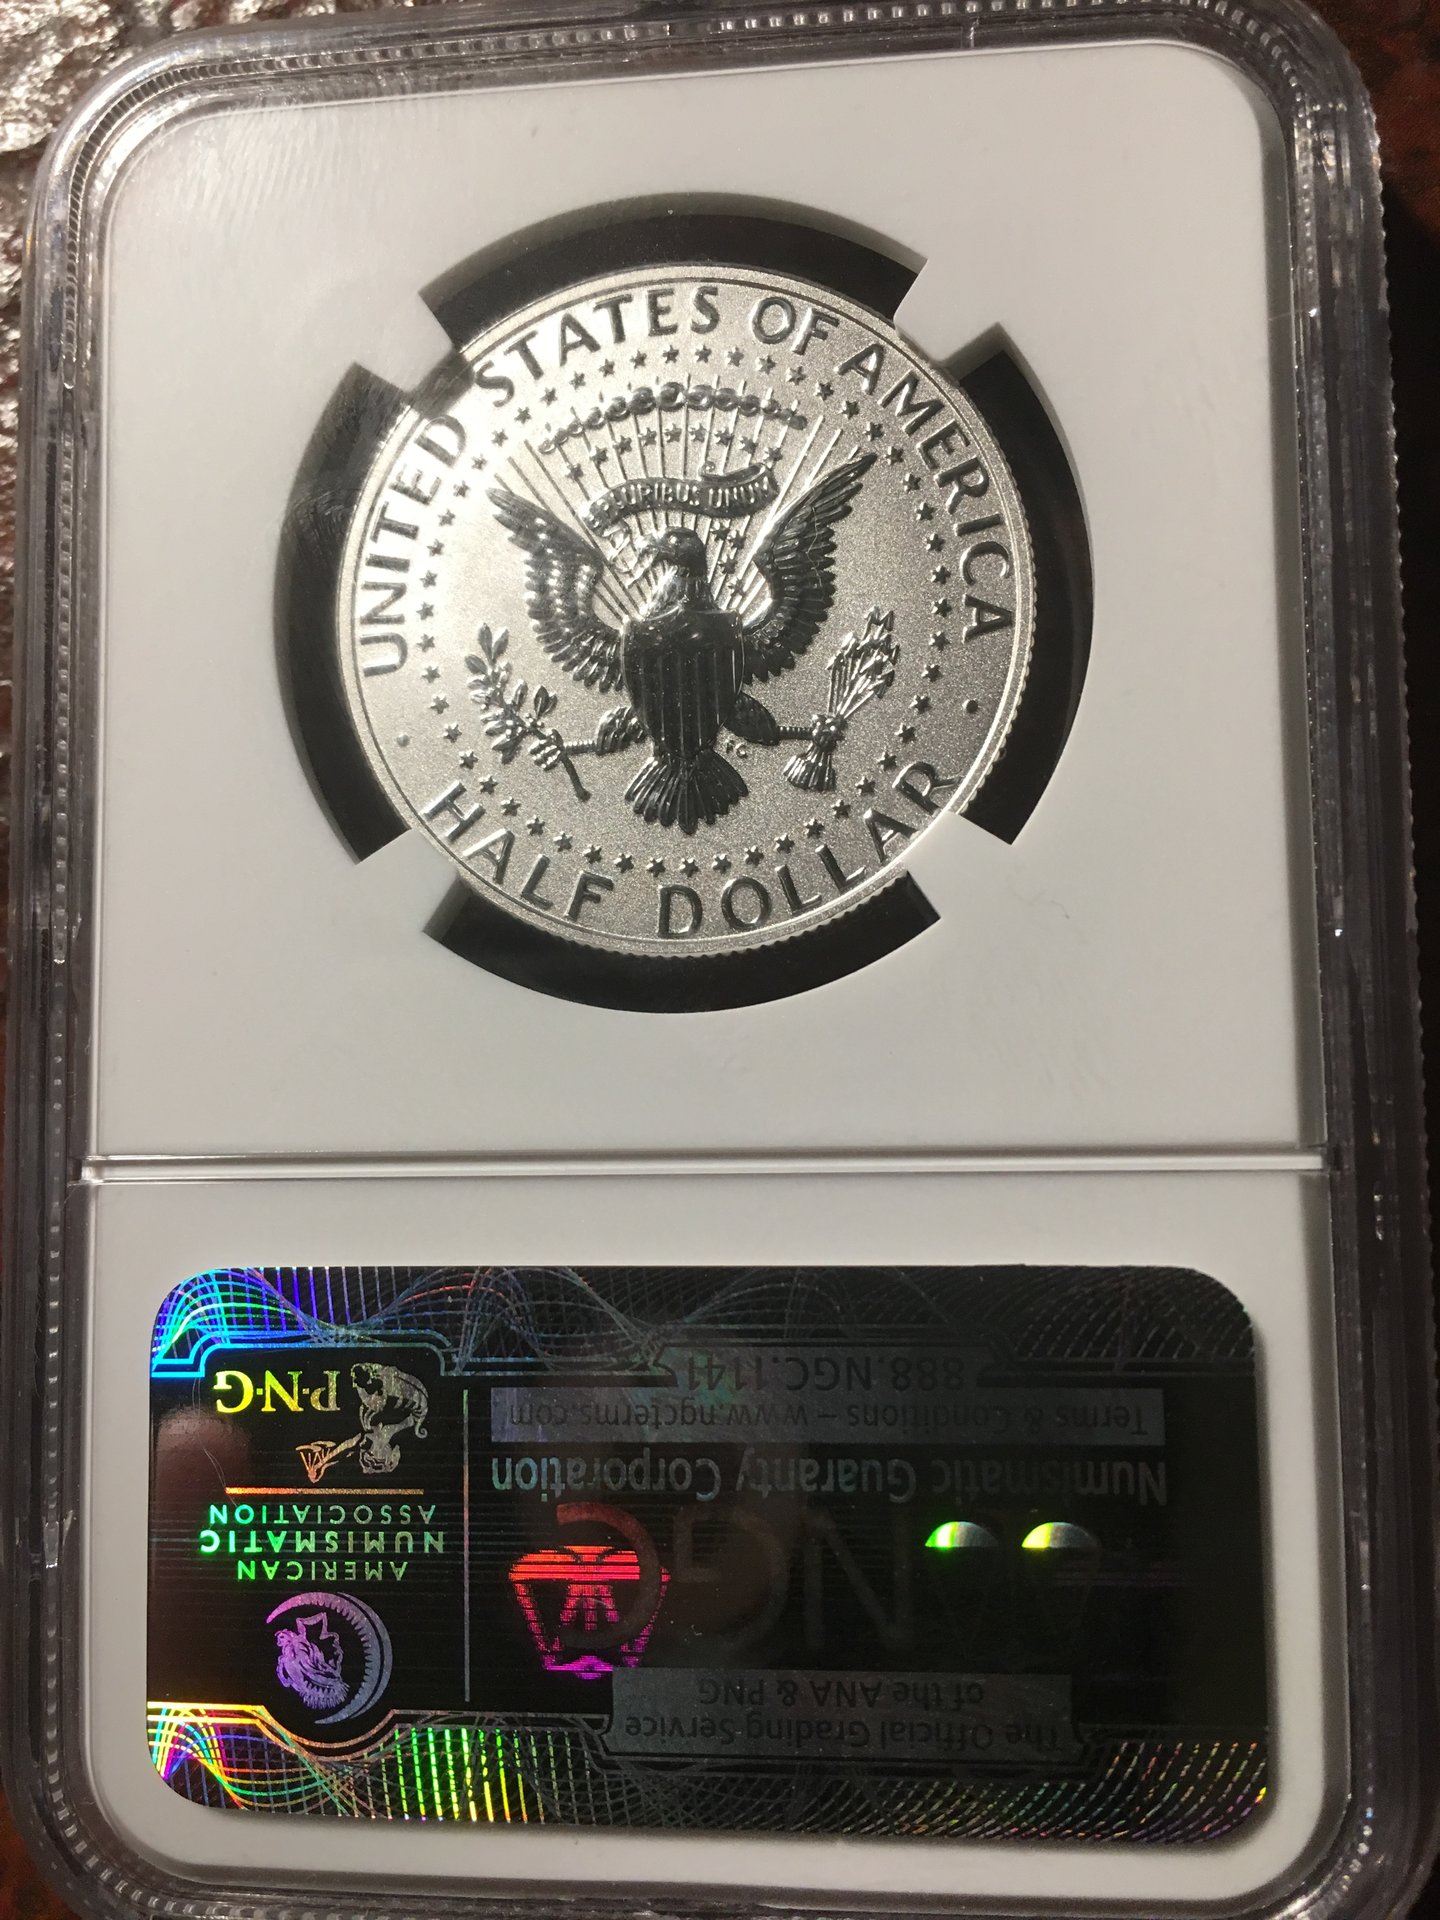 UNITED STATES OF AMERICA
E PLURIBUS UNUM
FG
HALF DOLLAR
The Official Grading Service
of the ANA & PNG
NGC
Numismatic Guaranty Corporation
Terms & Conditions – www.ngcterms.com
888.NGC.1141
AMERICAN
NUMISMATIC
ASSOCIATION
P·N·G